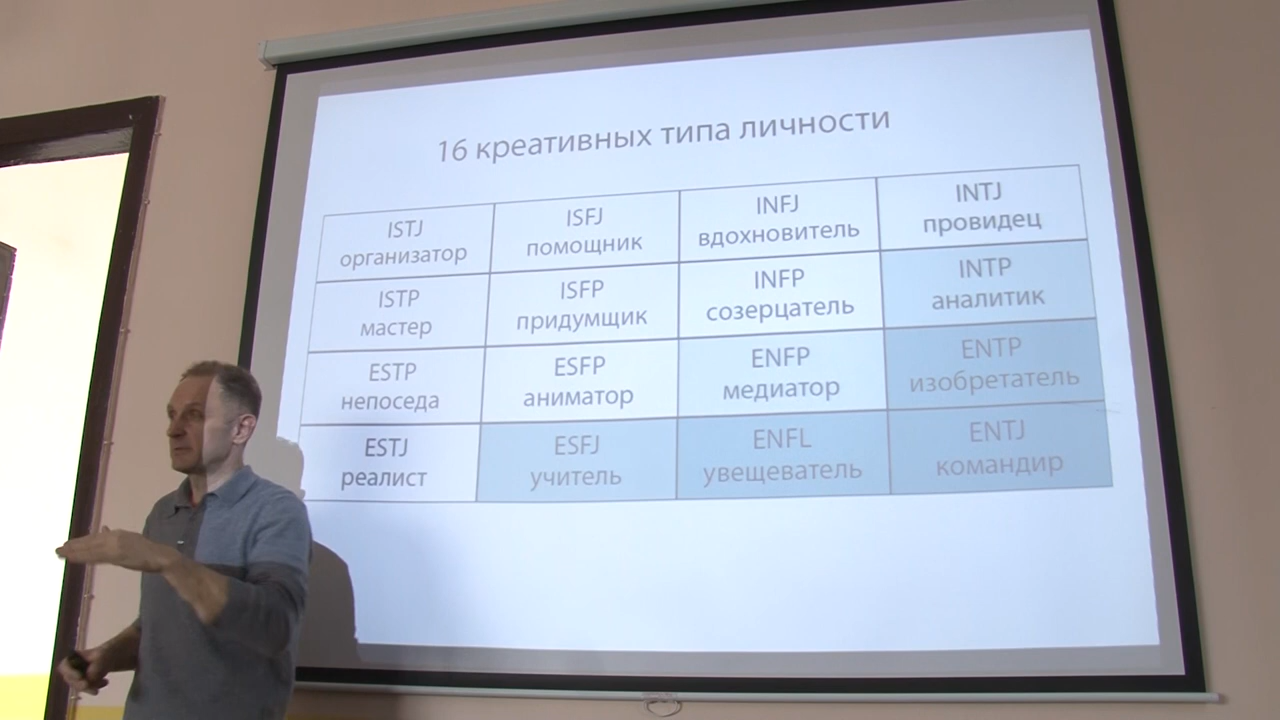 16 креативных типа личности
ISTJ
организатор
ISFJ
помощник
INFJ
вдохновитель
INTJ
провидец
ISTP
мастер
ISFP
придумщик
INFP
созерцатель
INTP
аналитик
ESTP
непоседа
ESFP
аниматор
ENFP
медиатор
ENTP
изобретатель
ESTJ
реалист
ESFJ
учитель
ENFL
увещеватель
ENTJ
командир